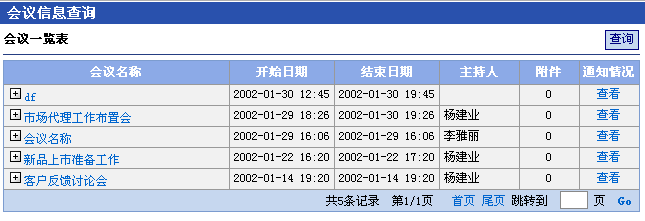 会议信息查询
会议一览表 查询
会议名称 开始日期 结束日期 主持人 附件 通知情况
df 2002-01-30 12:45 2002-01-30 19:45 0 查看
市场代理工作布置会 2002-01-29 18:26 2002-01-30 19:26 杨建业 0 查看
会议名称 2002-01-29 16:06 2002-01-29 16:06 李雅丽 0 查看
新品上市准备工作 2002-01-22 16:20 2002-01-22 17:20 杨建业 0 查看
客户反馈讨论会 2002-01-14 19:20 2002-01-14 19:20 杨建业 0 查看
共5条记录 第1/1页 首页 尾页 跳转到 页 Go